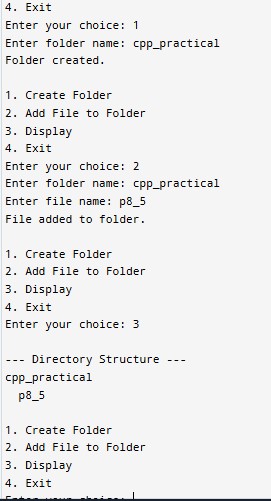 4. Exit
Enter your choice: 1
Enter folder name: cpp_practical
Folder created.
1. Create Folder
2. Add File to Folder
3. Display
4. Exit
Enter your choice: 2
Enter folder name: cpp_practical
Enter file name: p8_5
File added to folder.
1. Create Folder
2. Add File to Folder
3. Display
4. Exit
Enter your choice: 3
--- Directory Structure ---
cpp_practical
  p8_5
1. Create Folder
2. Add File to Folder
3. Display
4. Exit
Enter your choice: